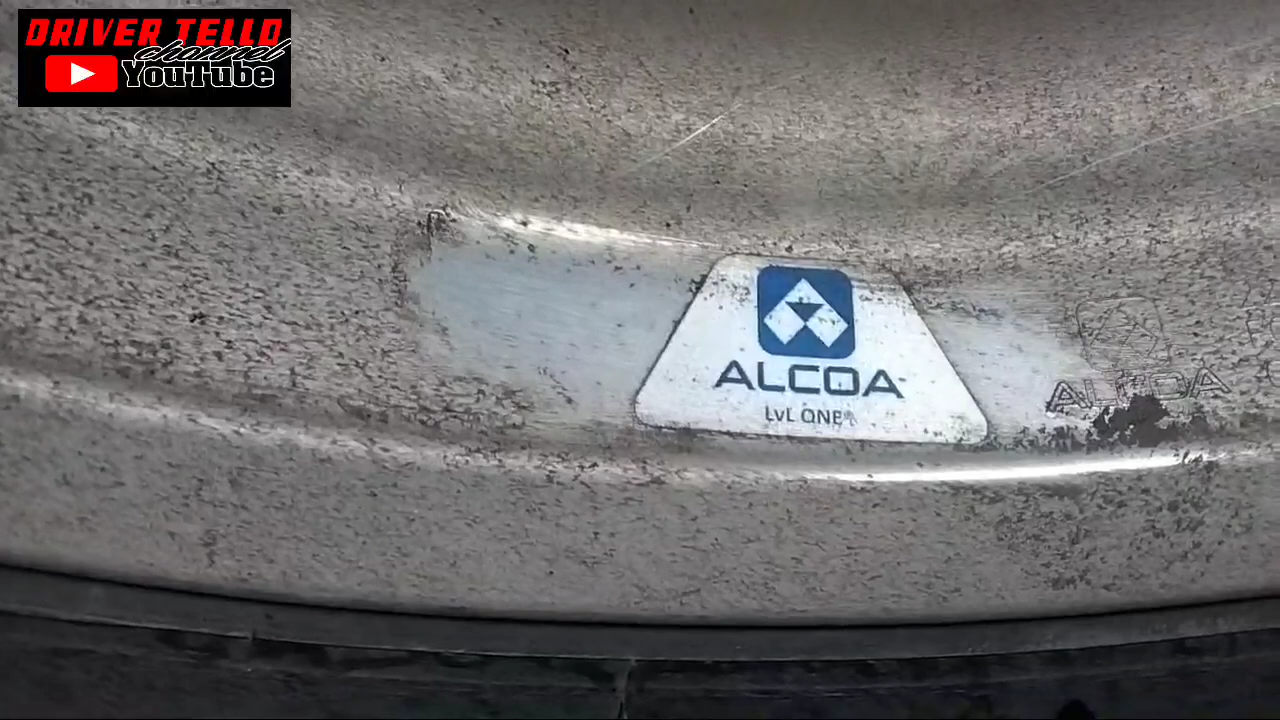 DRIVER TELLO
channel
YouTube
ALCOA
LvL ONE®
ALCOA